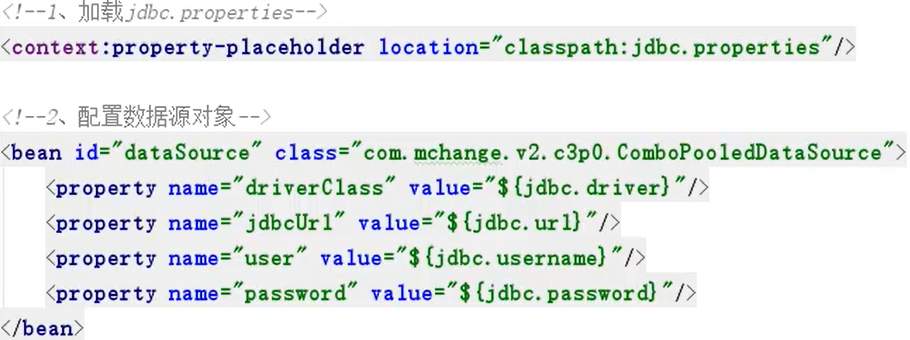 <!--1、加载jdbc.properties-->
<context:property-placeholder location="classpath:jdbc.properties"/>
<!--2、配置数据源对象-->
<bean id="dataSource" class="com.mchange.v2.c3p0.ComboPooledDataSource">
<property name="driverClass" value="${jdbc.driver}"/>
<property name="jdbcUrl" value="${jdbc.url}"/>
<property name="user" value="${jdbc.username}"/>
<property name="password" value="${jdbc.password}"/>
</bean>